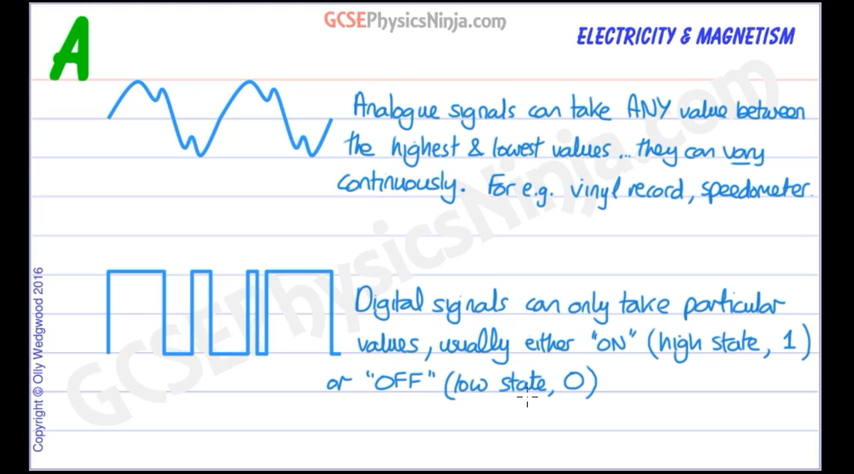 GCSEPhysicsNinja.com
A
ELECTRICITY & MAGNETISM
Analogue signals can take ANY value between
the highest & lowest values... they can vary
continuously. For e.g. vinyl record, speedometer.
Digital signals can only take particular
values, usually either "ON" (high state, 1)
or "OFF" (low state, 0)
Copyright © Olly Wedgwood 2016
GCSEPhysicsNinja.com